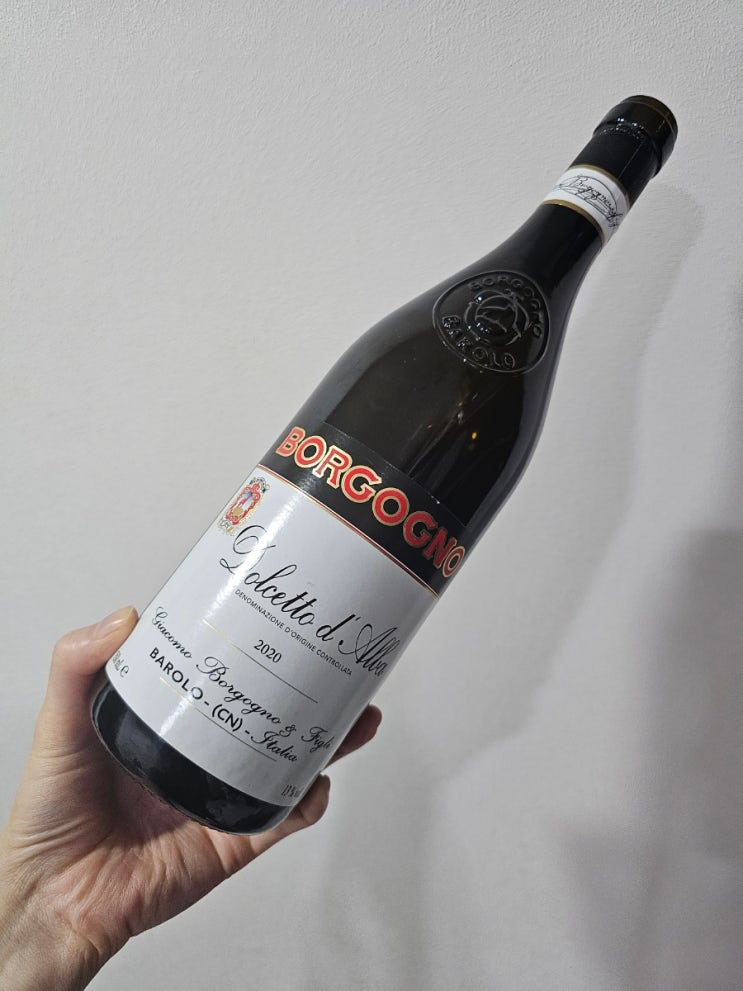 BORGOGNO
BAROLO
BORGOGNO
Dolcetto d'Alba
DENOMINAZIONE D'ORIGINE CONTROLLATA
2020
Giacomo Borgogno & Figli
BAROLO - (CN) - Italia